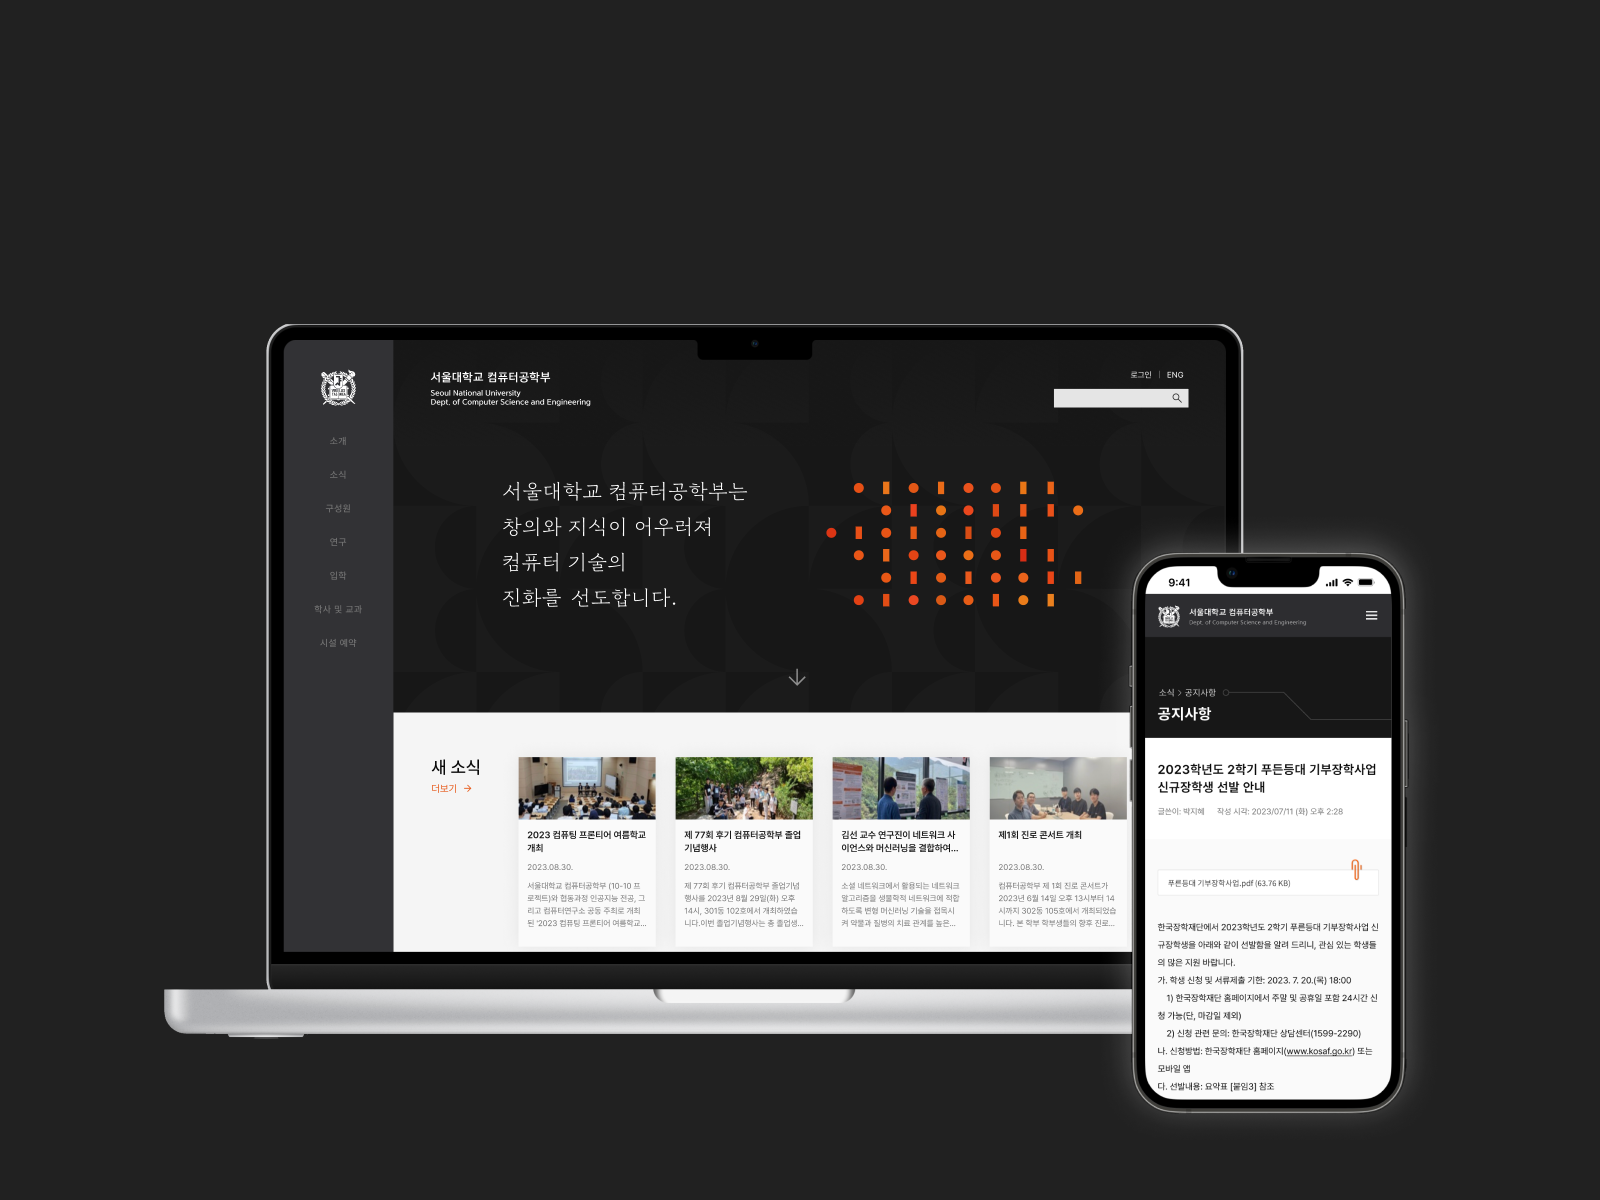 서울대학교 컴퓨터공학부
Seoul National University
Dept. of Computer Science and Engineering
로그인 | ENG
소개
소식
구성원
연구
입학
학사 및 교과
시설 예약
서울대학교 컴퓨터공학부는
창의와 지식이 어우러져
컴퓨터 기술의
진화를 선도합니다.
새 소식
더보기 →
2023 컴퓨팅 프론티어 여름학교
개최
2023.08.30.
서울대학교 컴퓨터공학부 (10-10 프
로젝트)와 협동과정 인공지능 전공, 그
리고 컴퓨터연구소 공동 주최로 개최
된 '2023 컴퓨팅 프론티어 여름학교...
제 77회 후기 컴퓨터공학부 졸업
기념행사
2023.08.30.
제 77회 후기 컴퓨터공학부 졸업기념
행사를 2023년 8월 29일(화) 오후
14시, 301동 102호에서 개최하였습
니다.이번 졸업기념행사는 총 졸업생...
김선 교수 연구진이 네트워크 사
이언스와 머신러닝을 결합하여...
2023.08.30.
소셜 네트워크에서 활용되는 네트워크
알고리즘을 생물학적 네트워크에 적합
하도록 변형 머신러닝 기술을 접목시
켜 약물과 질병의 치료 관계를 높은...
제1회 진로 콘서트 개최
2023.08.30.
컴퓨터공학부 제 1회 진로 콘서트가
2023년 6월 14일 오후 13시부터 14
시까지 302동 105호에서 개최되었습
니다. 본 학부 학부생들의 향후 진로...
9:41
서울대학교 컴퓨터공학부
Dept. of Computer Science and Engineering
소식 > 공지사항
공지사항
2023학년도 2학기 푸든등대 기부장학사업
신규장학생 선발 안내
글쓴이: 박지혜 작성 시각: 2023/07/11 (화) 오후 2:28
푸른등대 기부장학사업.pdf (63.76 KB)
한국장학재단에서 2023학년도 2학기 푸른등대 기부장학사업 신
규장학생을 아래와 같이 선발함을 알려 드리니, 관심 있는 학생들
의 많은 지원 바랍니다.
가. 학생 신청 및 서류제출 기한: 2023. 7. 20.(목) 18:00
1) 한국장학재단 홈페이지에서 주말 및 공휴일 포함 24시간 신
청 가능(단, 마감일 제외)
2) 신청 관련 문의: 한국장학재단 상담센터(1599-2290)
나. 신청방법: 한국장학재단 홈페이지(www.kosaf.go.kr) 또는
모바일 앱
다. 선발내용: 요약표 [붙임3] 참조